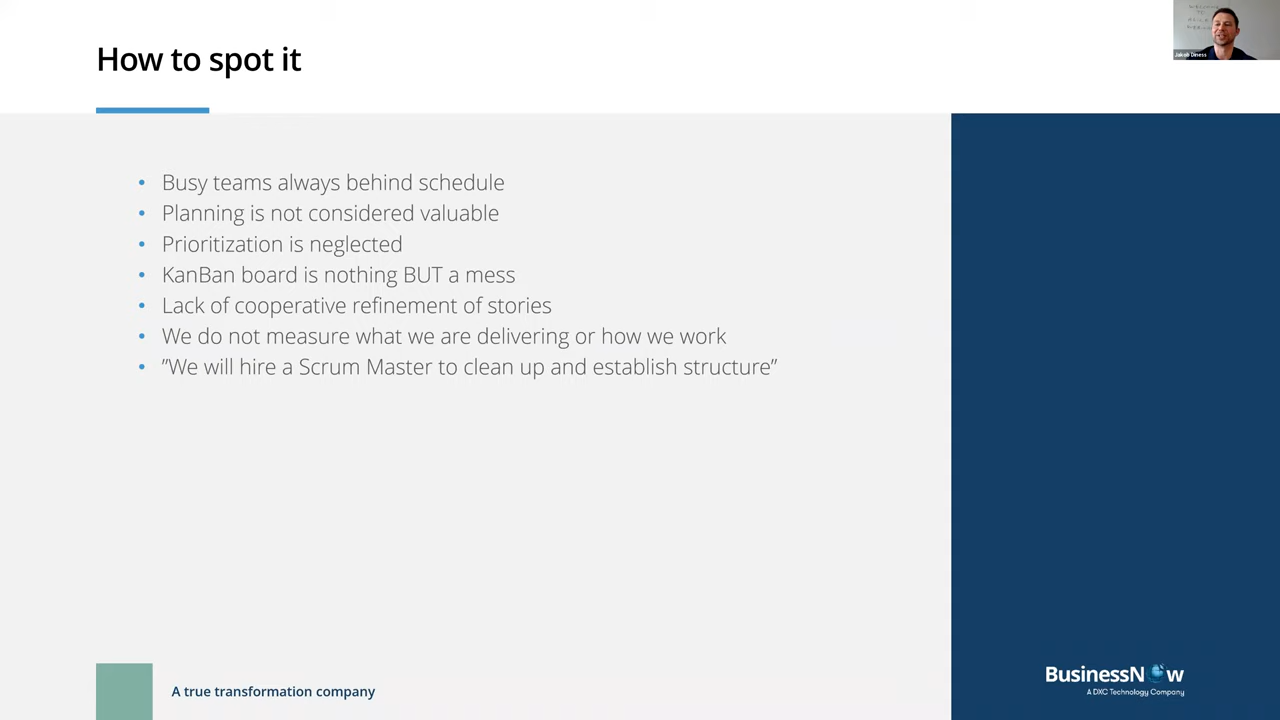 How to spot it
Jakob Diness
Busy teams always behind schedule
Planning is not considered valuable
Prioritization is neglected
KanBan board is nothing BUT a mess
Lack of cooperative refinement of stories
We do not measure what we are delivering or how we work
”We will hire a Scrum Master to clean up and establish structure”
A true transformation company
BusinessNow
A DXC Technology Company